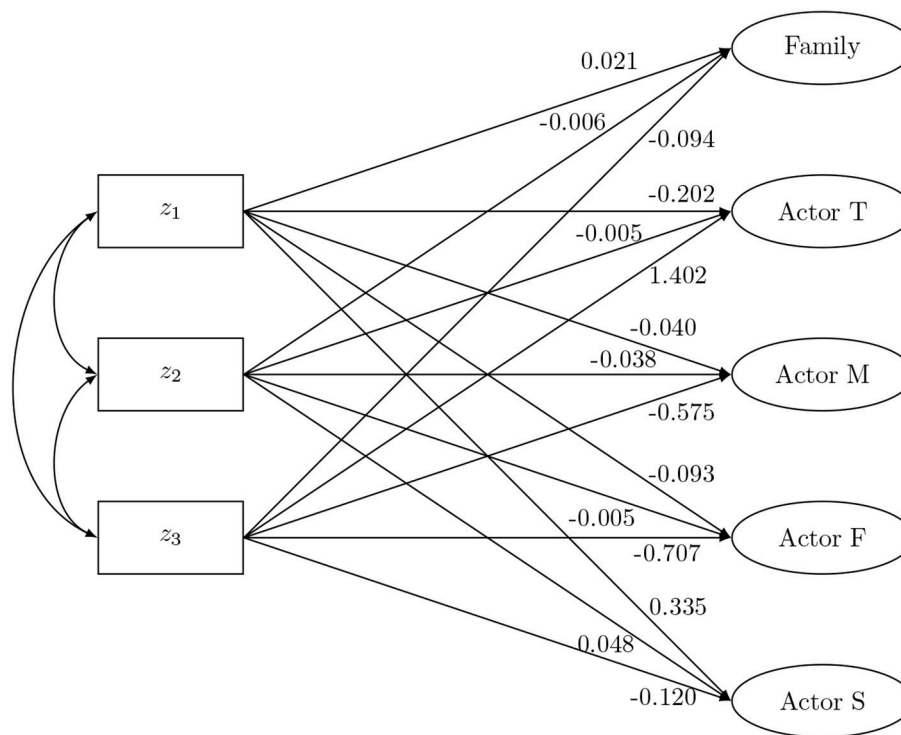 Family
0.021
-0.006
-0.094
z1
-0.202
Actor T
-0.005
1.402
-0.040
-0.038
z2
Actor M
-0.575
-0.093
-0.005
z3
Actor F
-0.707
0.335
0.048
-0.120
Actor S